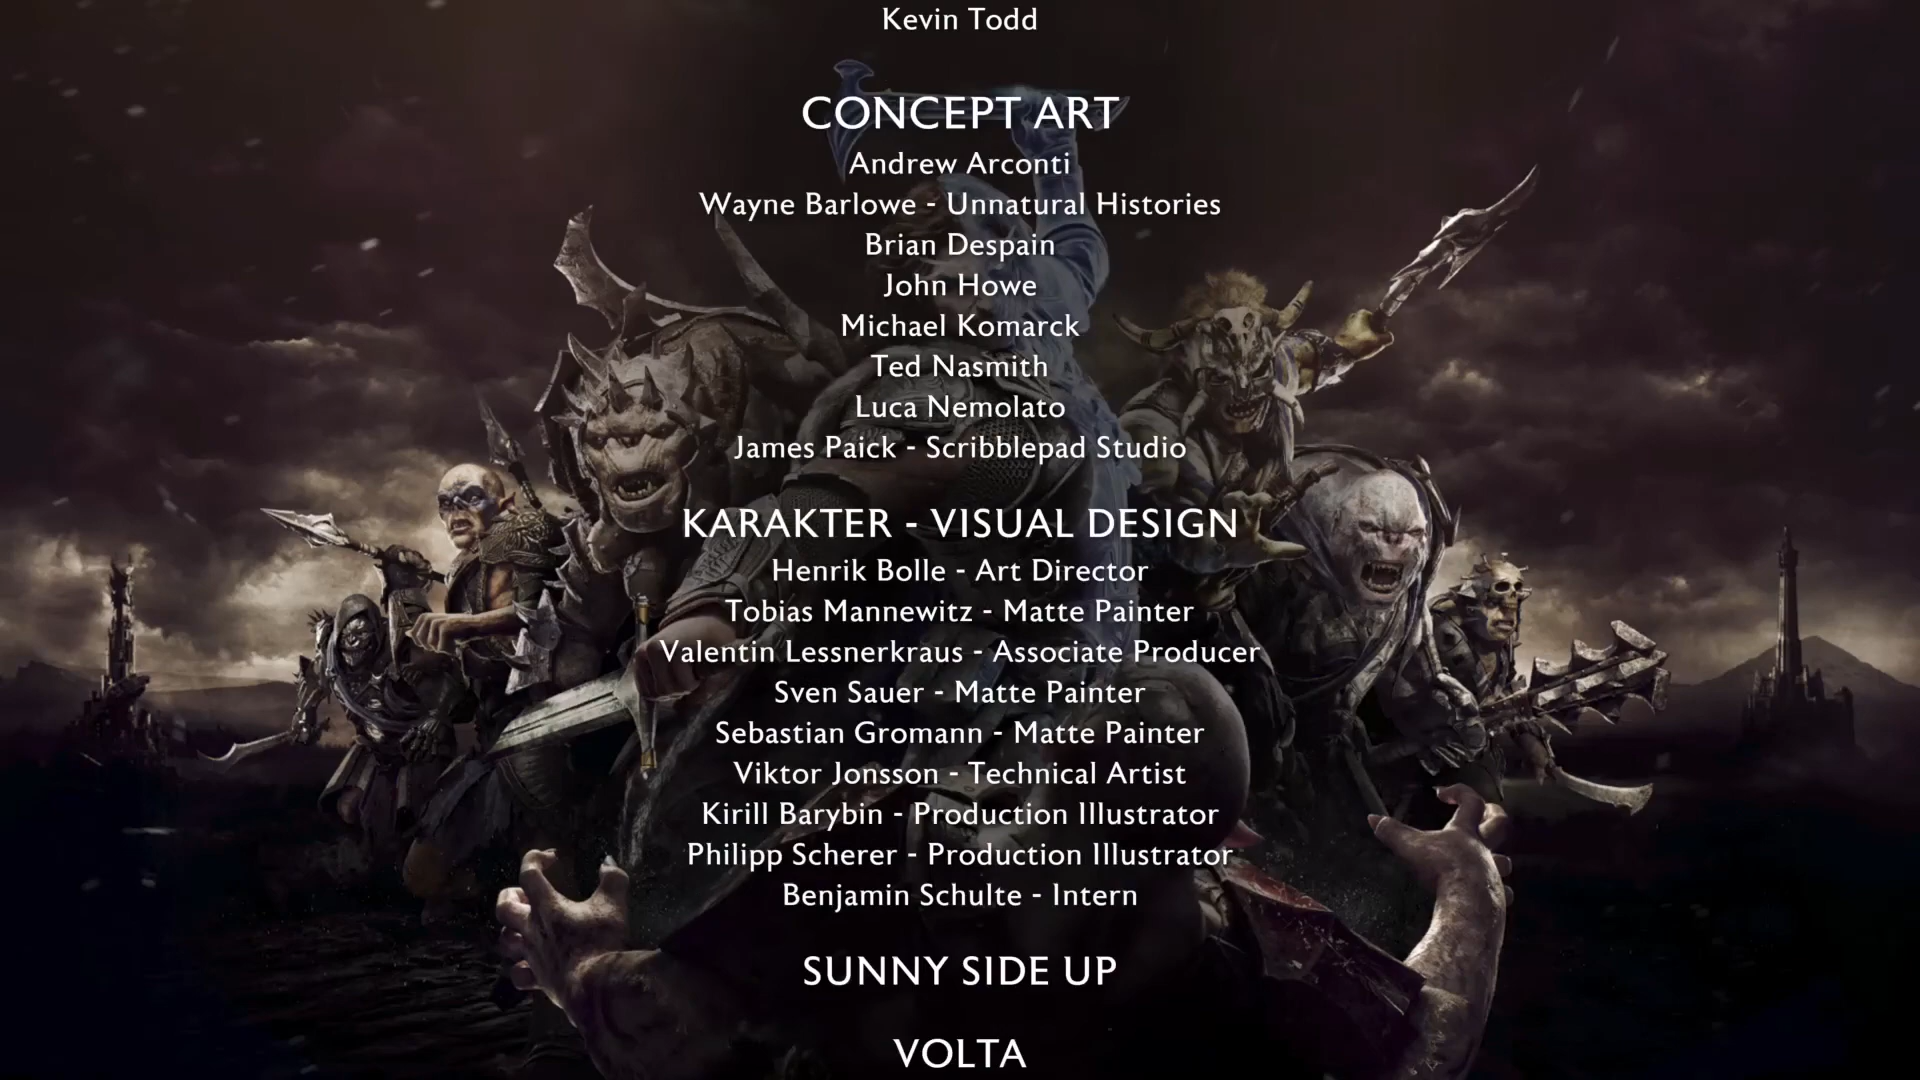 Kevin Todd
CONCEPT ART
Andrew Arconti
Wayne Barlowe - Unnatural Histories
Brian Despain
John Howe
Michael Komarck
Ted Nasmith
Luca Nemolato
James Paick - Scribblepad Studio
KARAKTER - VISUAL DESIGN
Henrik Bolle - Art Director
Tobias Mannewitz - Matte Painter
Valentin Lessnerkraus - Associate Producer
Sven Sauer - Matte Painter
Sebastian Gromann - Matte Painter
Viktor Jonsson - Technical Artist
Kirill Barybin - Production Illustrator
Philipp Scherer - Production Illustrator
Benjamin Schulte - Intern
SUNNY SIDE UP
VOLTA